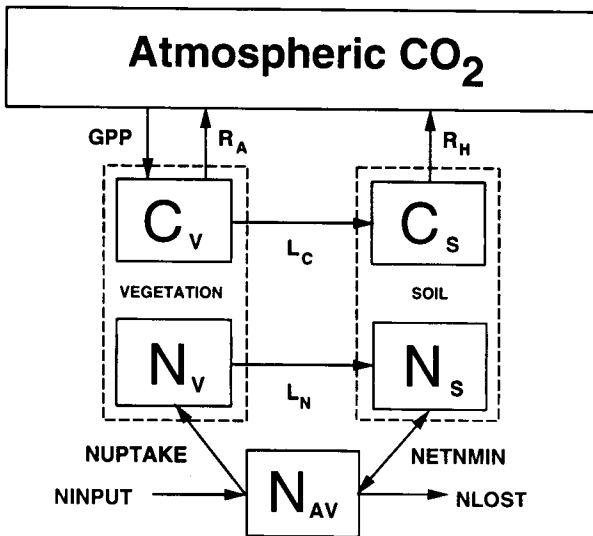 Atmospheric CO2
GPP
RA
RH
CV
CS
LC
VEGETATION
SOIL
NV
NS
LN
NUPTAKE
NETNMIN
NINPUT
NAV
NLOST